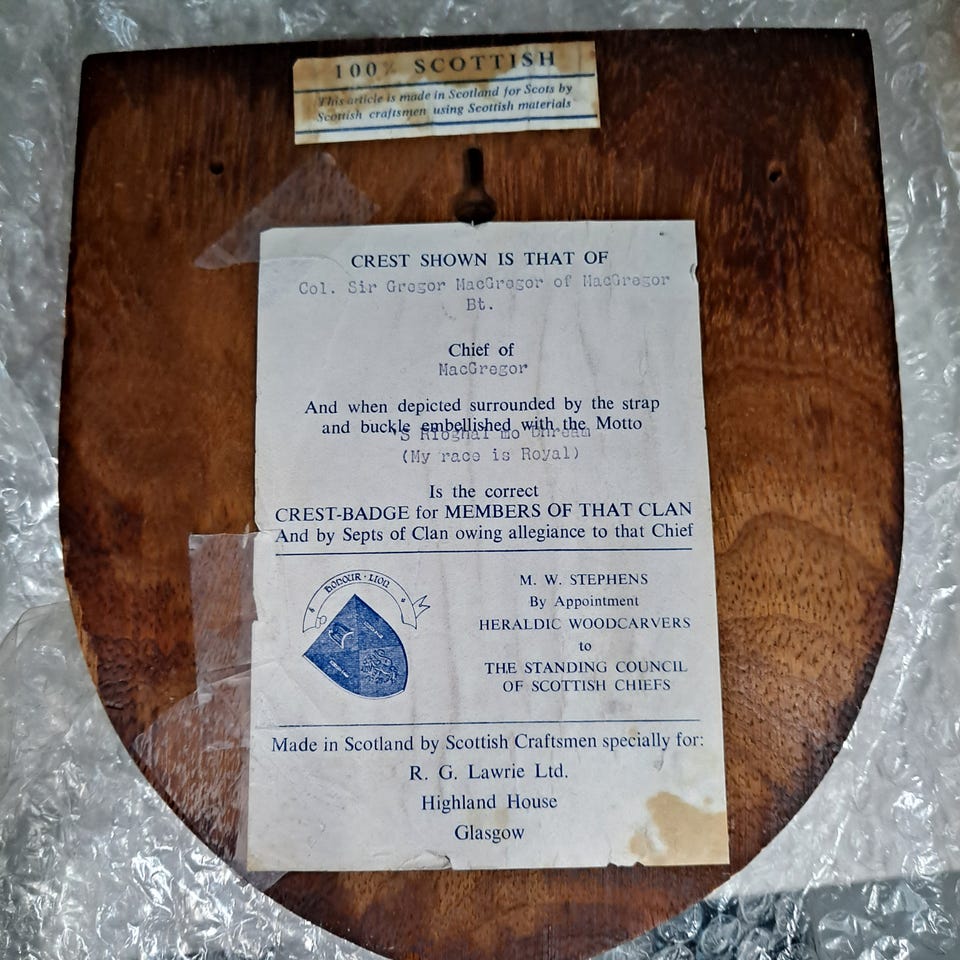 100% SCOTTISH
This article is made in Scotland for Scots by
Scottish craftsmen using Scottish materials
CREST SHOWN IS THAT OF
Col. Sir Gregor MacGregor of MacGregor
Bt.
Chief of
MacGregor
And when depicted surrounded by the strap
and buckle embellished with the Motto
'S Rioghal mo Dhream
(My race is Royal)
Is the correct
CREST-BADGE for MEMBERS OF THAT CLAN
And by Septs of Clan owing allegiance to that Chief
HONOUR · LION
M. W. STEPHENS
By Appointment
HERALDIC WOODCARVERS
to
THE STANDING COUNCIL
OF SCOTTISH CHIEFS
Made in Scotland by Scottish Craftsmen specially for:
R. G. Lawrie Ltd.
Highland House
Glasgow